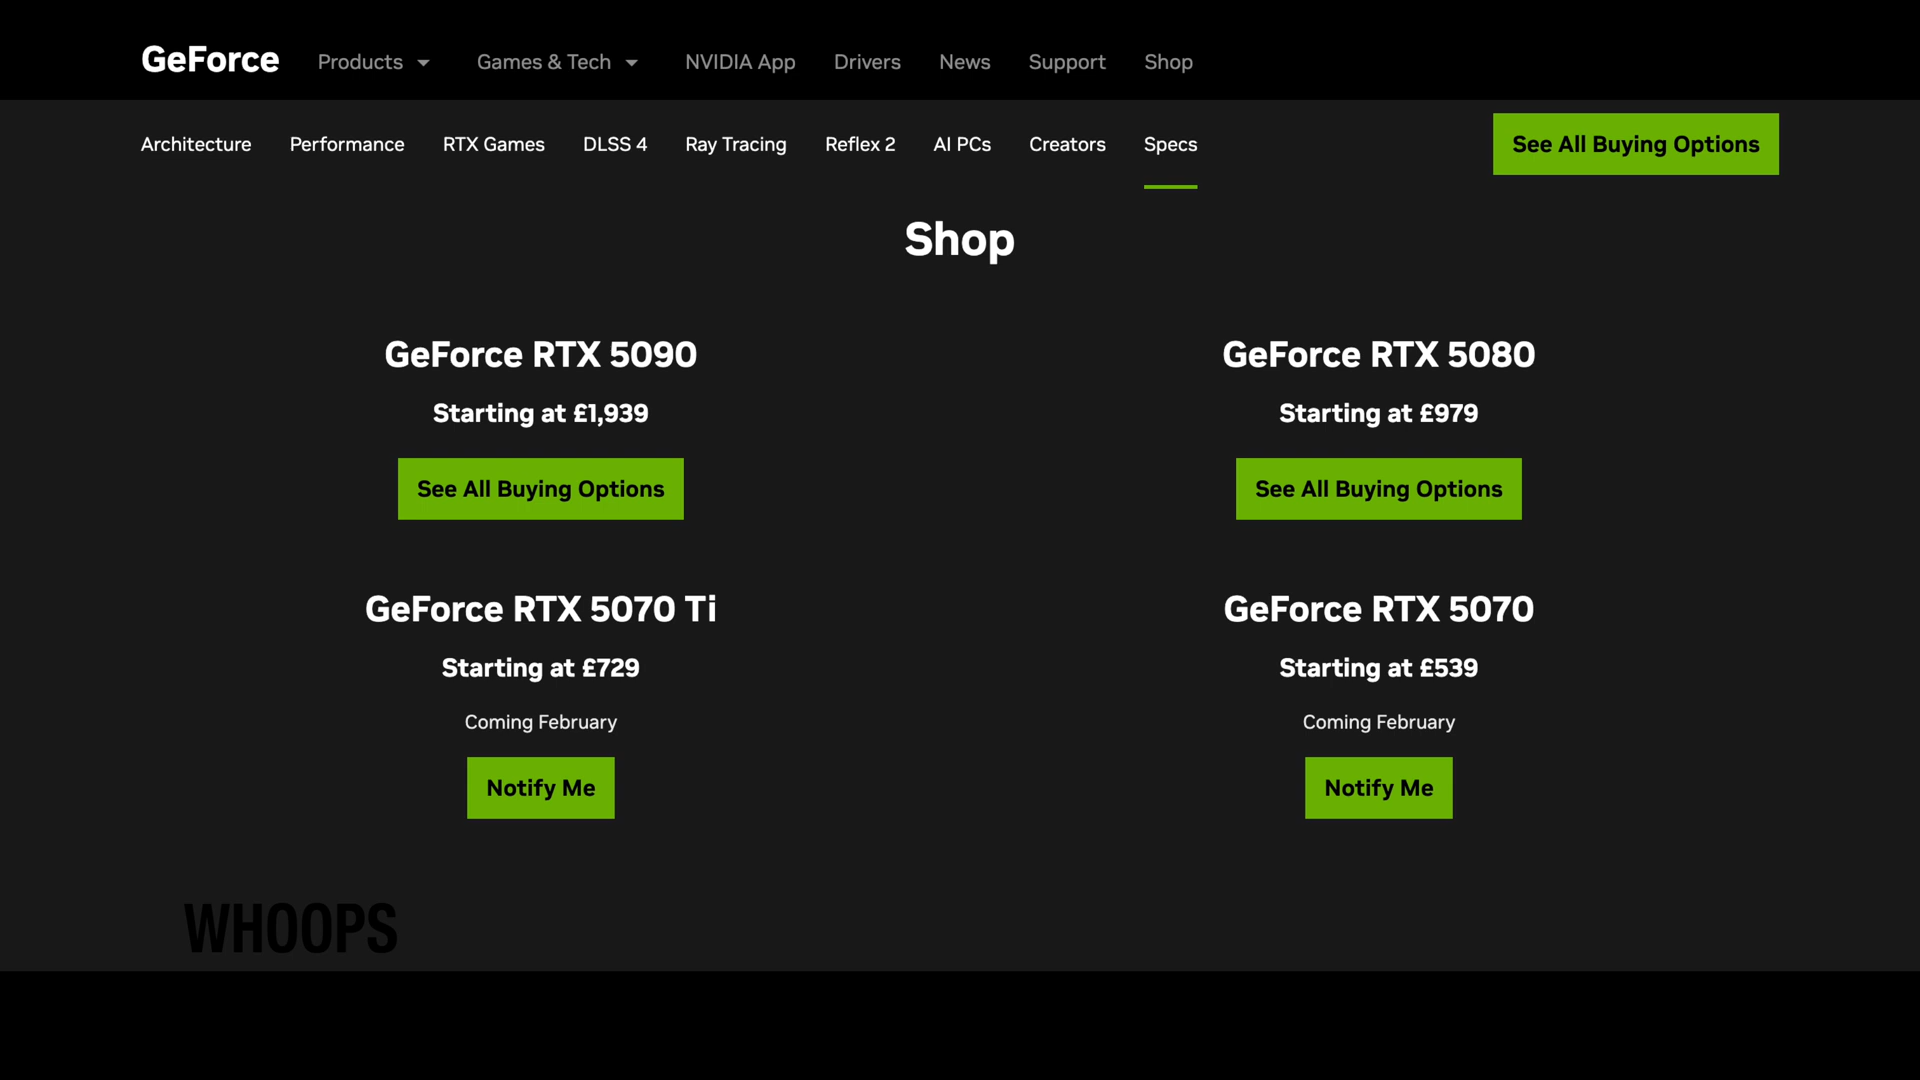 GeForce Products Games & Tech NVIDIA App Drivers News Support Shop
Architecture Performance RTX Games DLSS 4 Ray Tracing Reflex 2 AI PCs Creators Specs See All Buying Options
Shop
GeForce RTX 5090
Starting at £1,939
See All Buying Options
GeForce RTX 5080
Starting at £979
See All Buying Options
GeForce RTX 5070 Ti
Starting at £729
Coming February
Notify Me
GeForce RTX 5070
Starting at £539
Coming February
Notify Me
WHOOPS